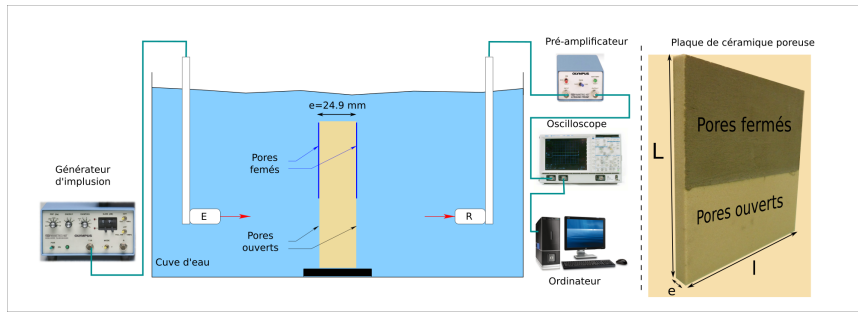 Pré-amplificateur
Plaque de céramique poreuse
e=24.9 mm
Oscilloscope
Pores
femés
Pores fermés
L
Générateur
d'implusion
E
R
Pores
ouverts
Pores ouverts
Cuve d'eau
Ordinateur
e
l